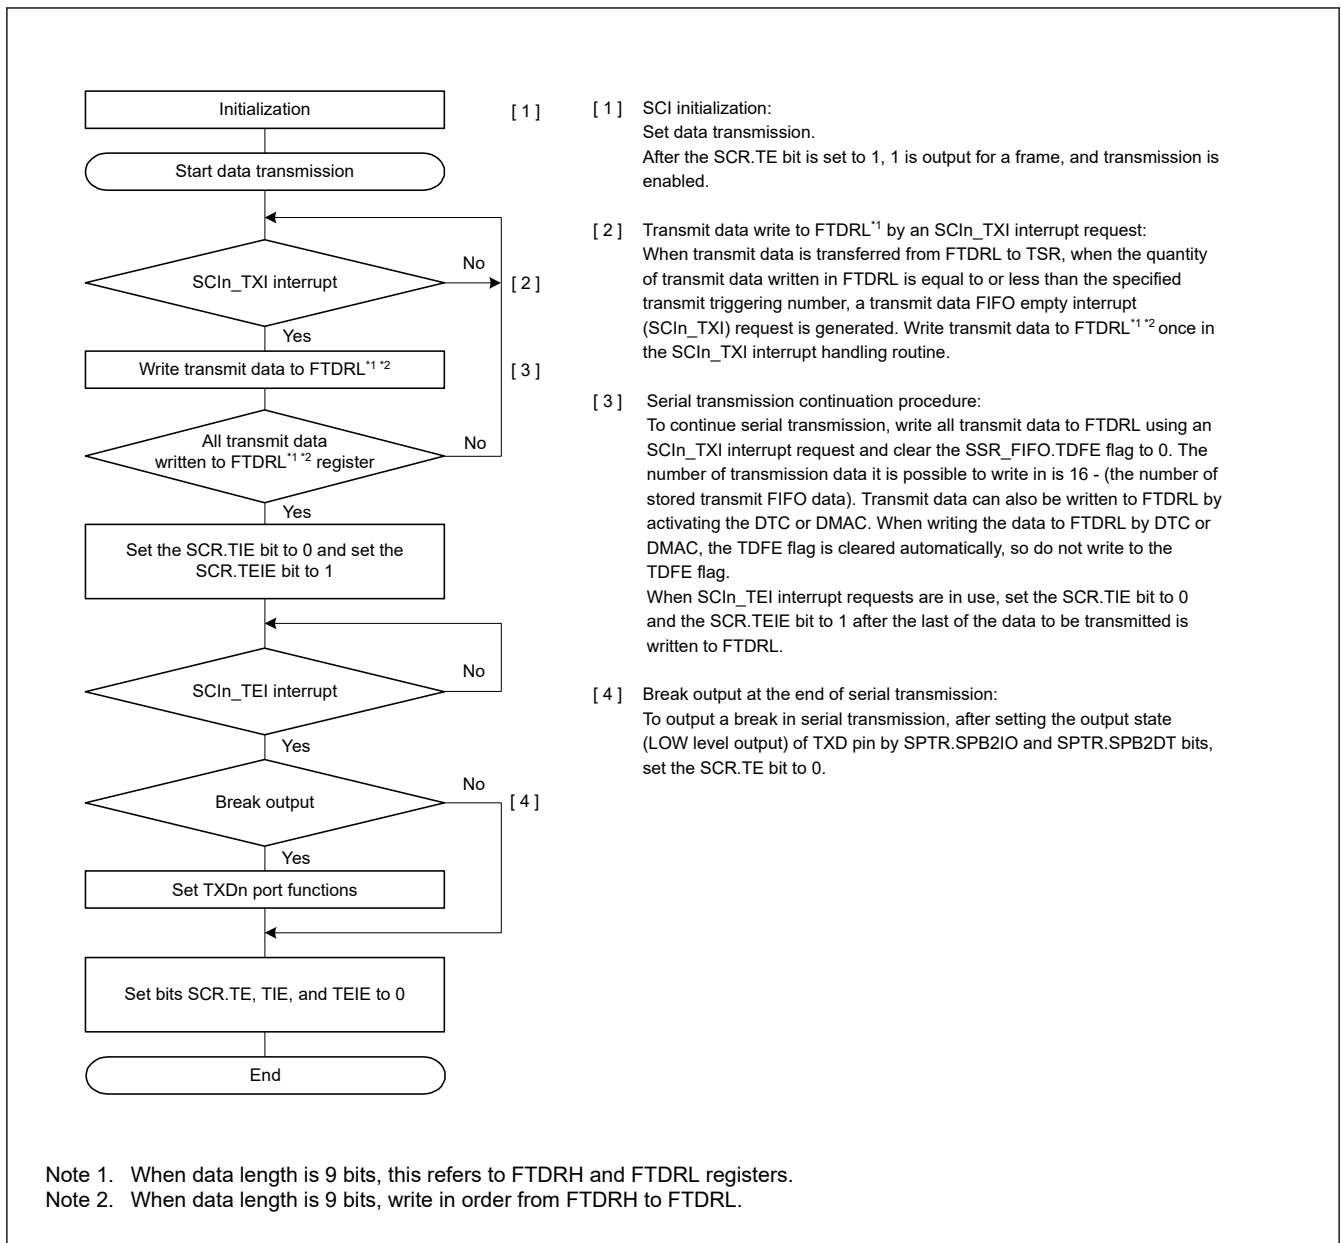 Initialization
[ 1 ]
Start data transmission
SCIn_TXI interrupt
No
[ 2 ]
Yes
Write transmit data to FTDRL*1 *2
[ 3 ]
All transmit data
written to FTDRL*1 *2 register
No
Yes
Set the SCR.TIE bit to 0 and set the
SCR.TEIE bit to 1
No
SCIn_TEI interrupt
Yes
No
Break output
[ 4 ]
Yes
Set TXDn port functions
Set bits SCR.TE, TIE, and TEIE to 0
End
[ 1 ] SCI initialization:
Set data transmission.
After the SCR.TE bit is set to 1, 1 is output for a frame, and transmission is
enabled.
[ 2 ] Transmit data write to FTDRL*1 by an SCIn_TXI interrupt request:
When transmit data is transferred from FTDRL to TSR, when the quantity
of transmit data written in FTDRL is equal to or less than the specified
transmit triggering number, a transmit data FIFO empty interrupt
(SCIn_TXI) request is generated. Write transmit data to FTDRL*1 *2 once in
the SCIn_TXI interrupt handling routine.
[ 3 ] Serial transmission continuation procedure:
To continue serial transmission, write all transmit data to FTDRL using an
SCIn_TXI interrupt request and clear the SSR_FIFO.TDFE flag to 0. The
number of transmission data it is possible to write in is 16 - (the number of
stored transmit FIFO data). Transmit data can also be written to FTDRL by
activating the DTC or DMAC. When writing the data to FTDRL by DTC or
DMAC, the TDFE flag is cleared automatically, so do not write to the
TDFE flag.
When SCIn_TEI interrupt requests are in use, set the SCR.TIE bit to 0
and the SCR.TEIE bit to 1 after the last of the data to be transmitted is
written to FTDRL.
[ 4 ] Break output at the end of serial transmission:
To output a break in serial transmission, after setting the output state
(LOW level output) of TXD pin by SPTR.SPB2IO and SPTR.SPB2DT bits,
set the SCR.TE bit to 0.
Note 1. When data length is 9 bits, this refers to FTDRH and FTDRL registers.
Note 2. When data length is 9 bits, write in order from FTDRH to FTDRL.